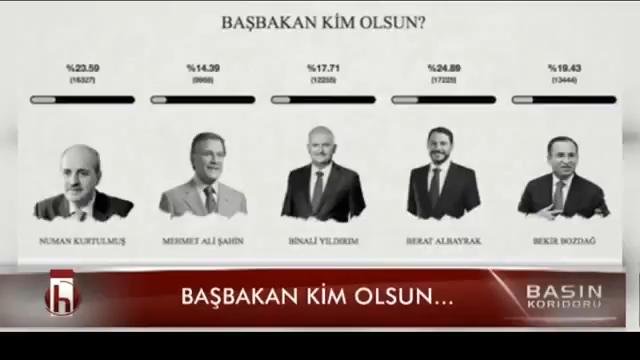 BAŞBAKAN KİM OLSUN?
%23.59 %14.39 %17.71 %24.89 %19.43
(16327) (9956) (12255) (17225) (13444)
NUMAN KURTULMUŞ MEHMET ALİ ŞAHİN BİNALİ YILDIRIM BERAT ALBAYRAK BEKİR BOZDAĞ
h BAŞBAKAN KİM OLSUN... BASIN
KORİDORU